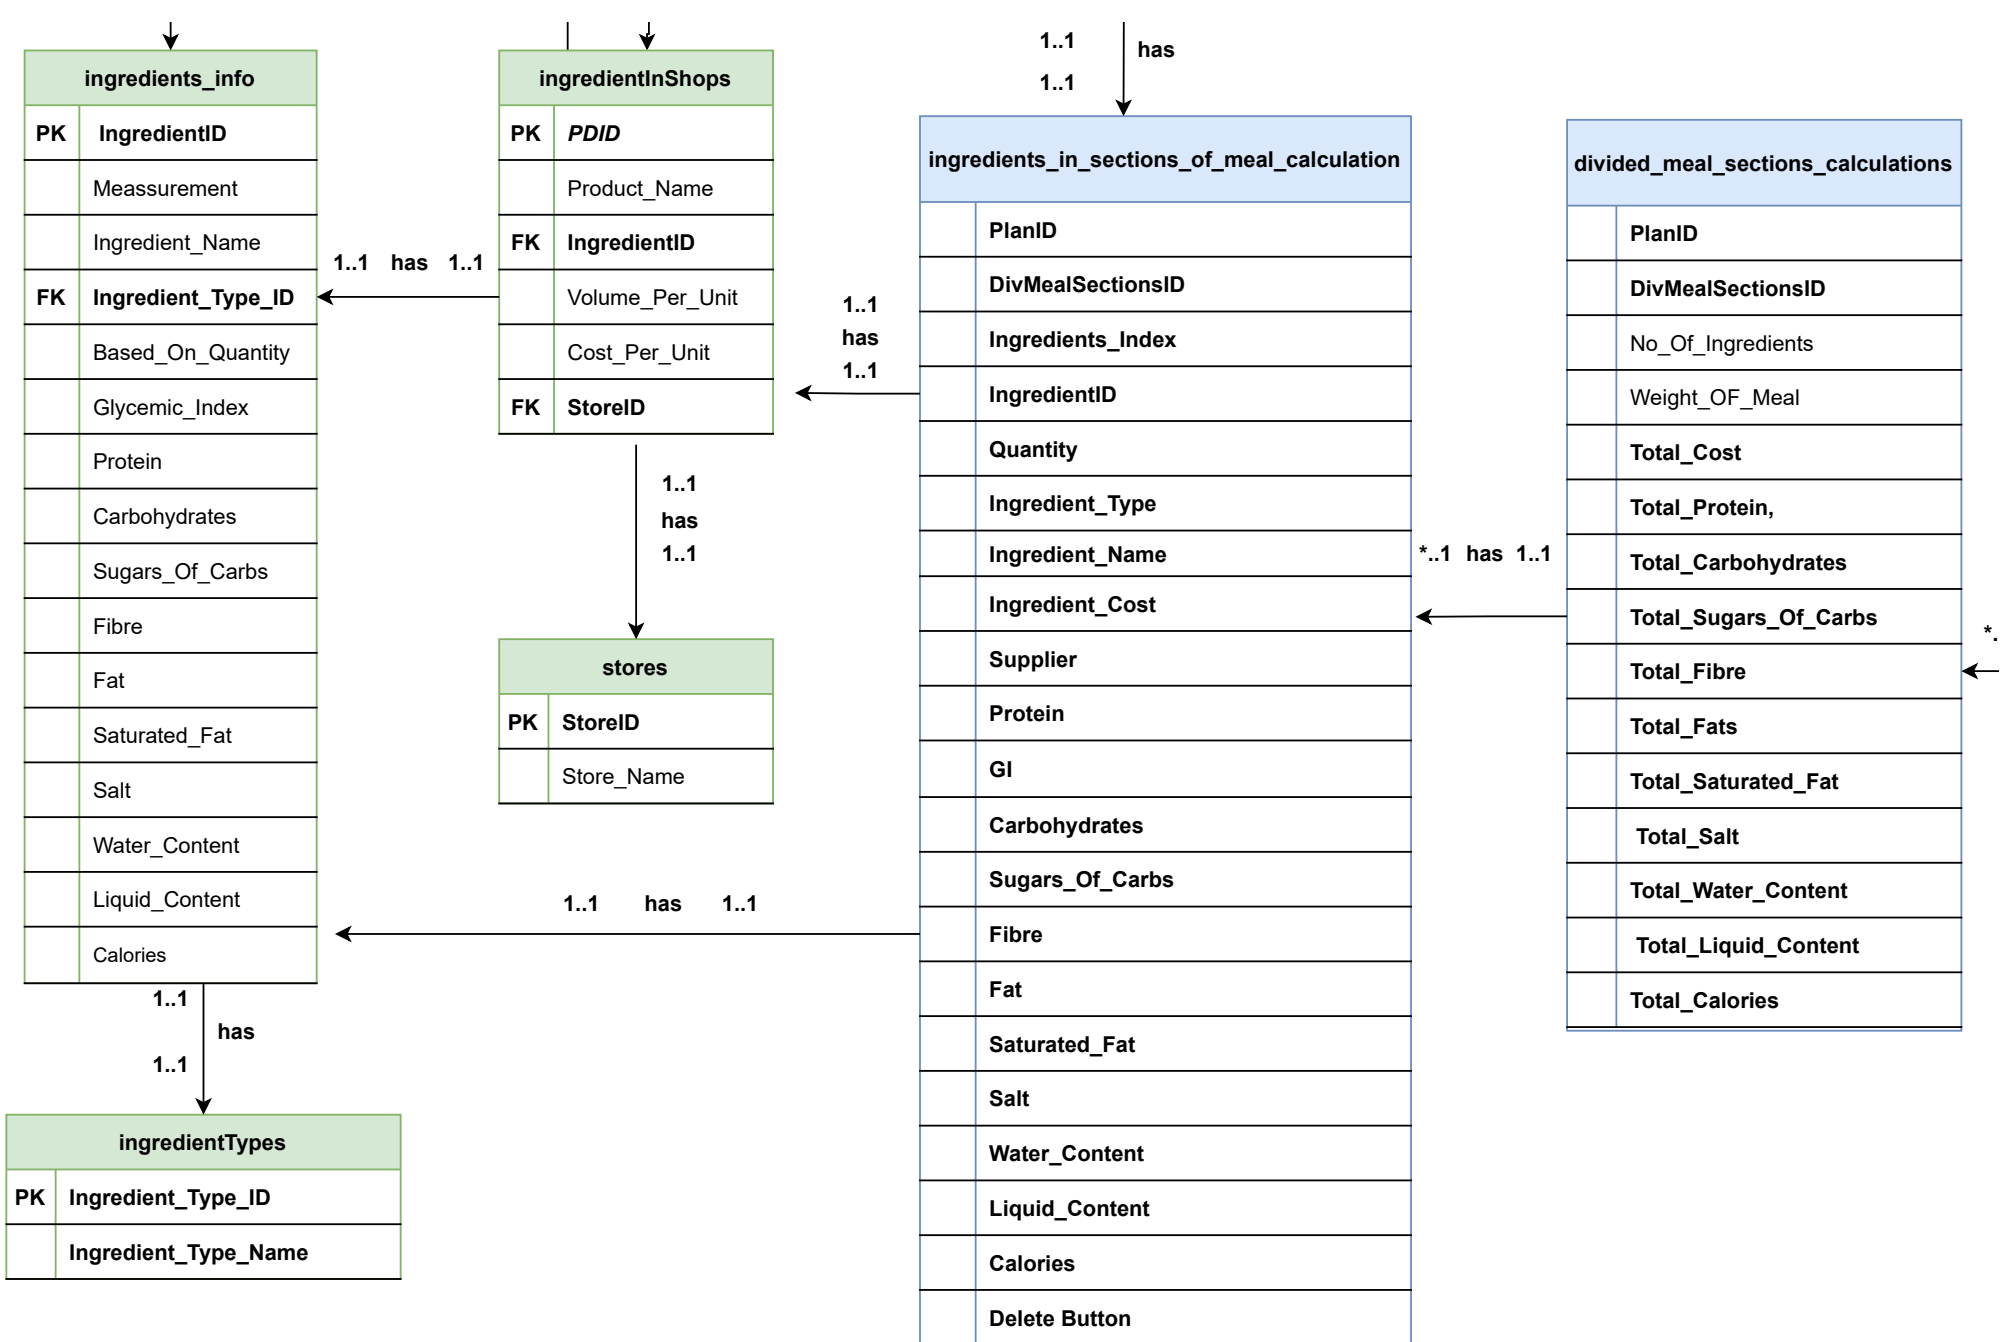 ingredients_info
PK IngredientID
Meassurement
Ingredient_Name
FK Ingredient_Type_ID
Based_On_Quantity
Glycemic_Index
Protein
Carbohydrates
Sugars_Of_Carbs
Fibre
Fat
Saturated_Fat
Salt
Water_Content
Liquid_Content
Calories
1..1
has
1..1
ingredientTypes
PK Ingredient_Type_ID
Ingredient_Type_Name
1..1 has 1..1
ingredientInShops
PK PDID
Product_Name
FK IngredientID
Volume_Per_Unit
Cost_Per_Unit
FK StoreID
1..1
has
1..1
stores
PK StoreID
Store_Name
1..1 has 1..1
1..1
has
1..1
1..1
has
1..1
ingredients_in_sections_of_meal_calculation
PlanID
DivMealSectionsID
Ingredients_Index
IngredientID
Quantity
Ingredient_Type
Ingredient_Name
Ingredient_Cost
Supplier
Protein
GI
Carbohydrates
Sugars_Of_Carbs
Fibre
Fat
Saturated_Fat
Salt
Water_Content
Liquid_Content
Calories
Delete Button
*..1 has 1..1
divided_meal_sections_calculations
PlanID
DivMealSectionsID
No_Of_Ingredients
Weight_OF_Meal
Total_Cost
Total_Protein,
Total_Carbohydrates
Total_Sugars_Of_Carbs
Total_Fibre
Total_Fats
Total_Saturated_Fat
Total_Salt
Total_Water_Content
Total_Liquid_Content
Total_Calories
*.